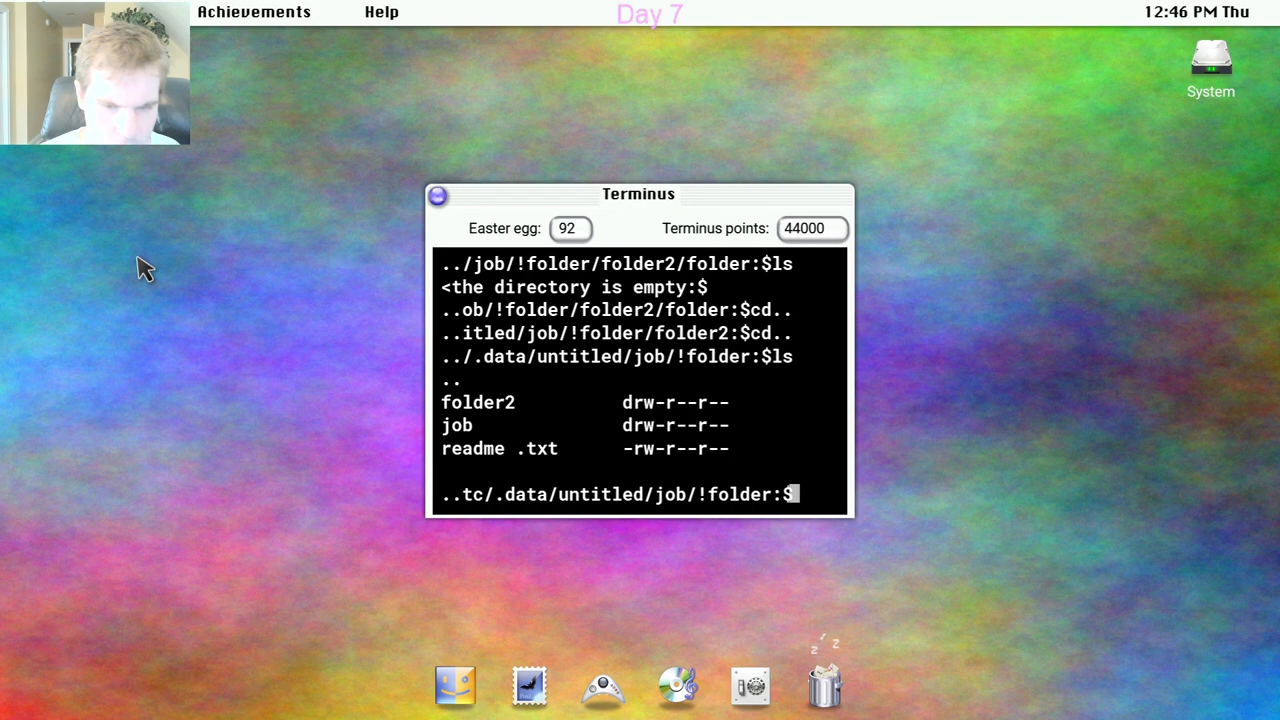 Achievements Help Day 7 12:46 PM Thu
System
Terminus
Easter egg: 92 Terminus points: 44000
../job/!folder/folder2/folder:$ls
<the directory is empty:$
..ob/!folder/folder2/folder:$cd..
..itled/job/!folder/folder2:$cd..
../.data/untitled/job/!folder:$ls
..
folder2 drw-r--r--
job drw-r--r--
readme .txt -rw-r--r--
..tc/.data/untitled/job/!folder:$
z z